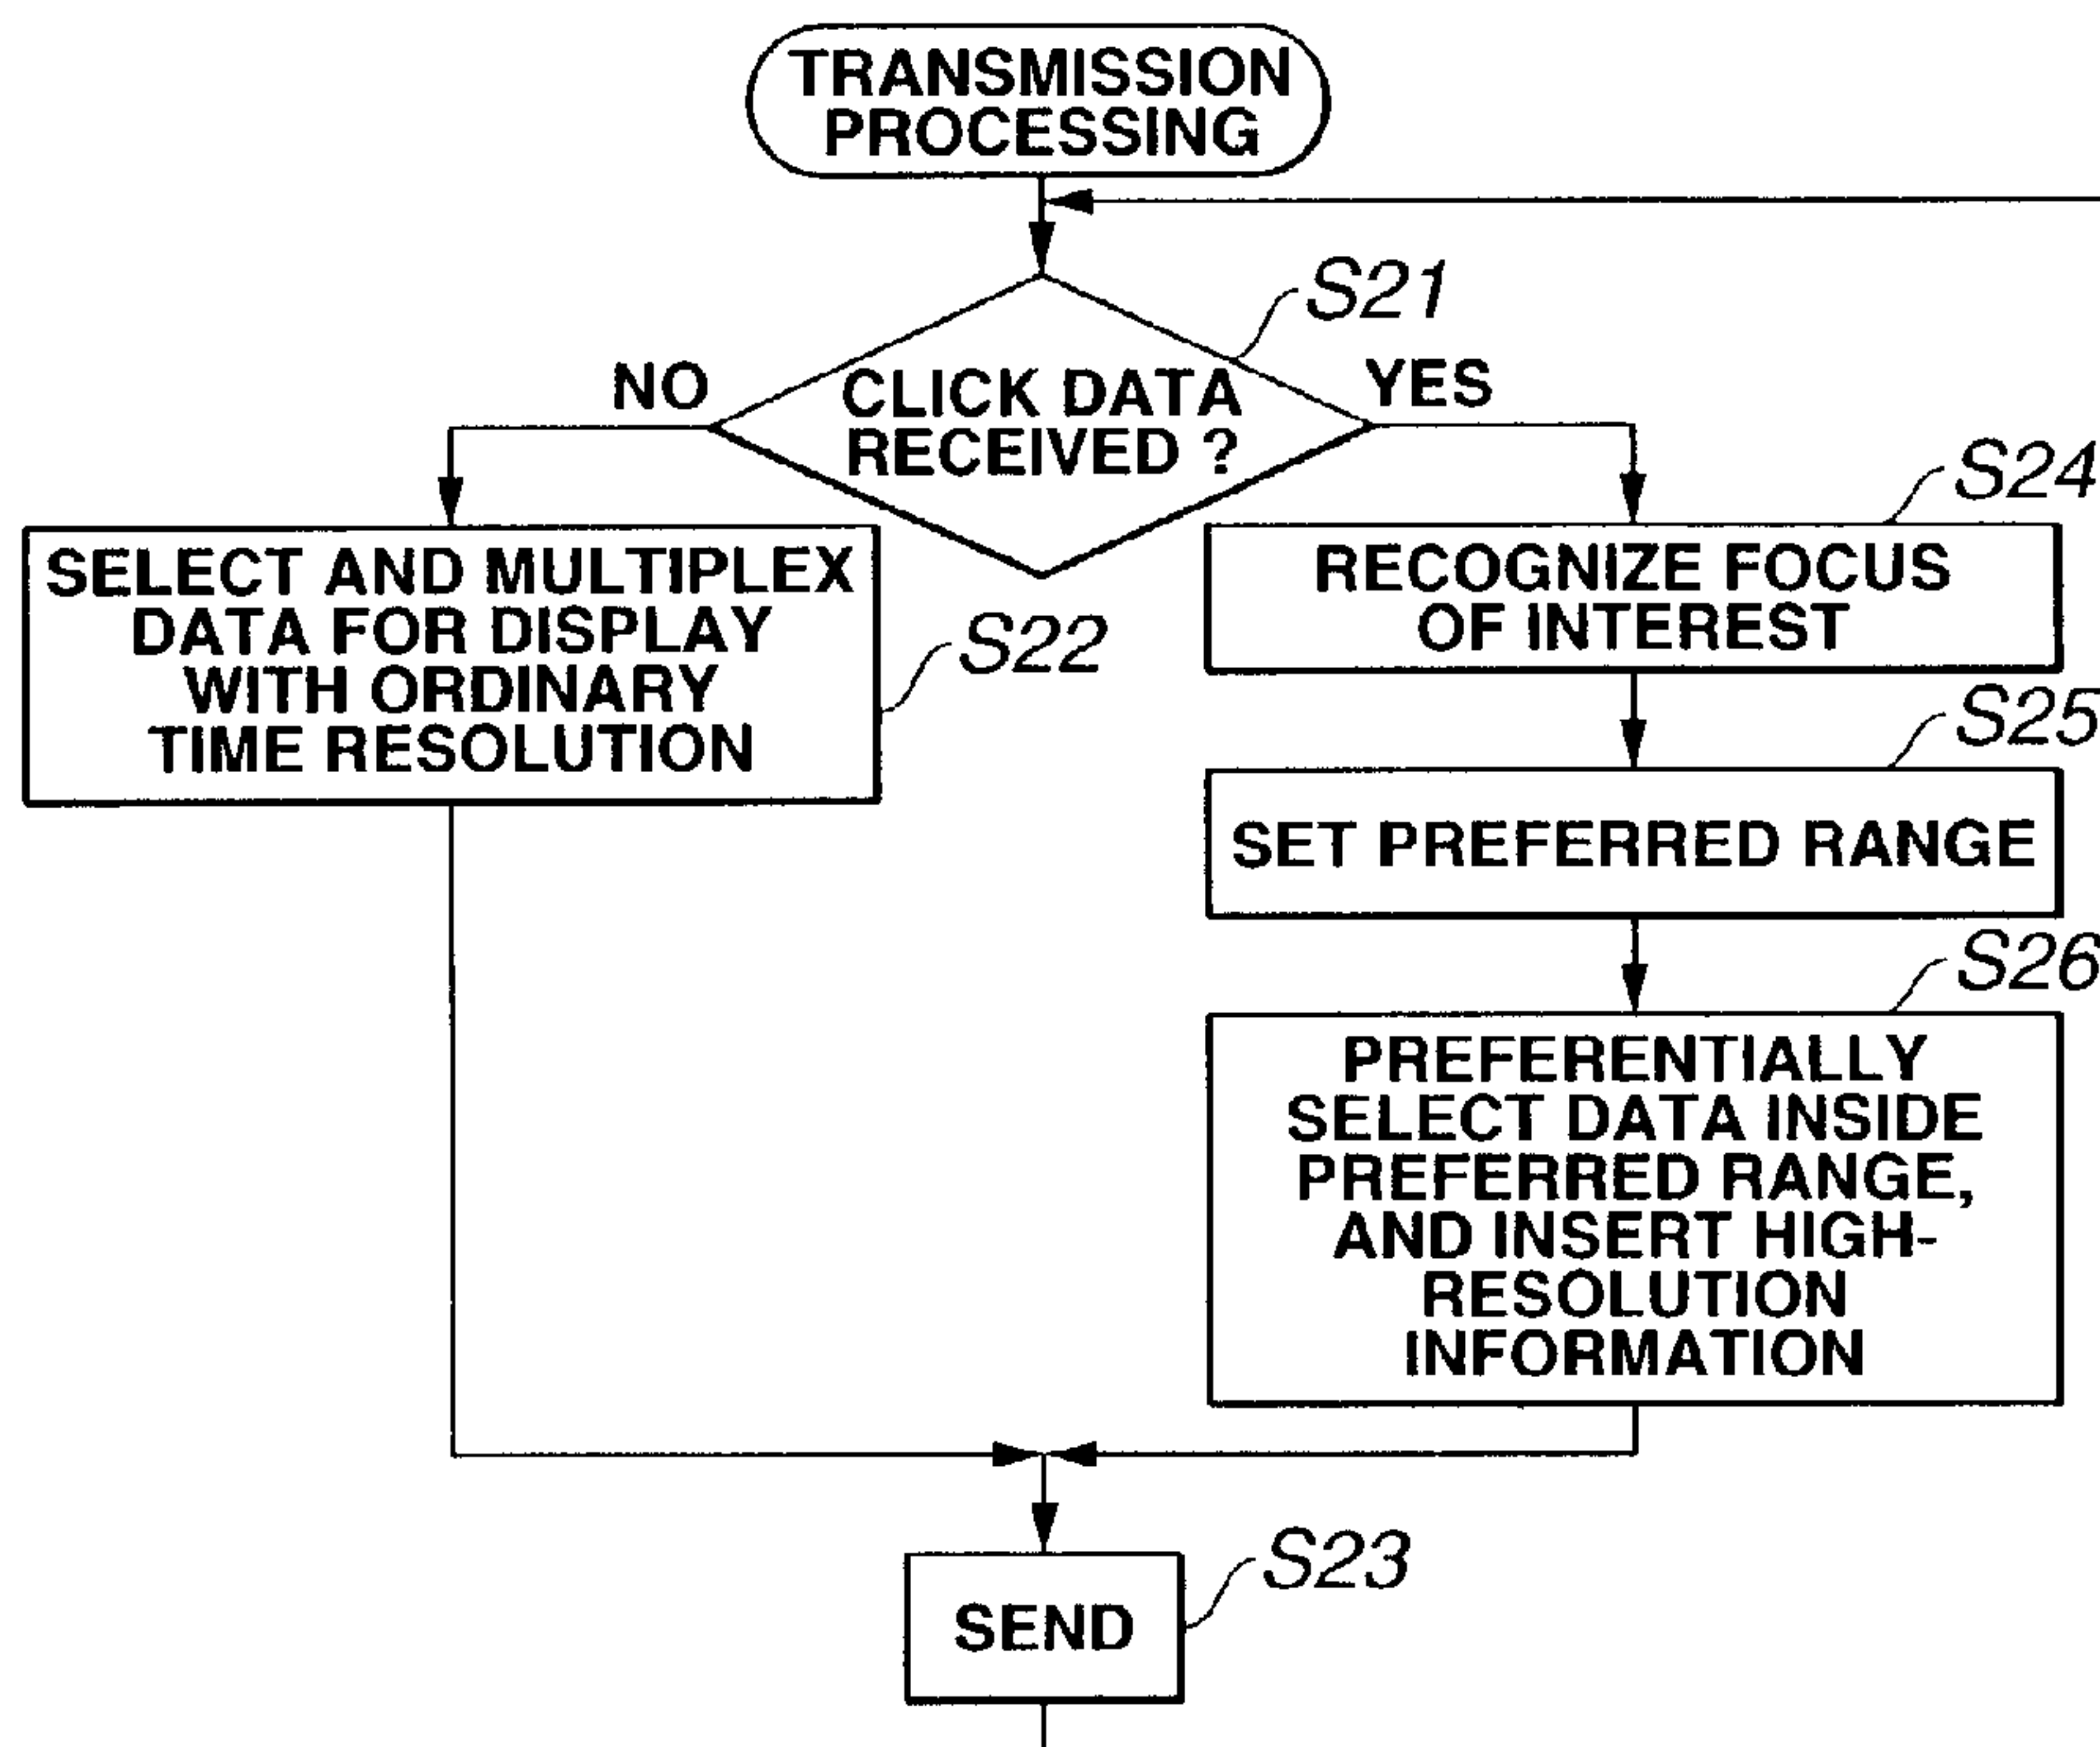 TRANSMISSION
PROCESSING
S21
NO
YES
CLICK DATA
RECEIVED ?
S24
SELECT AND MULTIPLEX
DATA FOR DISPLAY
WITH ORDINARY
TIME RESOLUTION
S22
RECOGNIZE FOCUS
OF INTEREST
S25
SET PREFERRED RANGE
S26
PREFERENTIALLY
SELECT DATA INSIDE
PREFERRED RANGE,
AND INSERT HIGH-
RESOLUTION
INFORMATION
S23
SEND